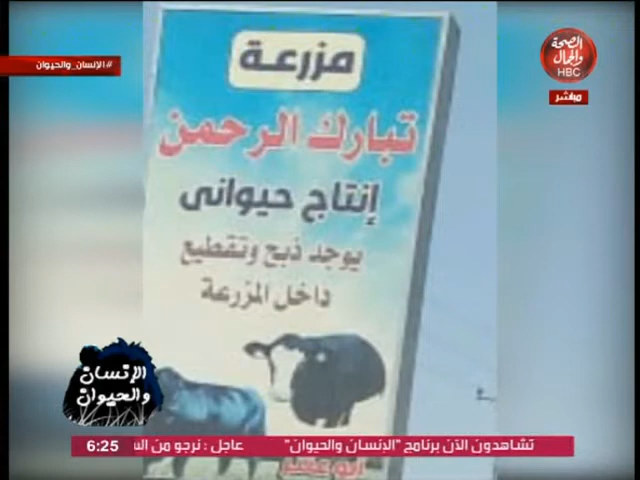 #الإنسان_والحيوان
الصحة
والجمال
HBC
مباشر
مزرعة
تبارك الرحمن
إنتاج حيوانى
يوجد ذبح وتقطيع
داخل المزرعة
الإنسان
والحيوان
تشاهدون الآن برنامج "الإنسان والحيوان"
عاجل : نرجو من
6:25